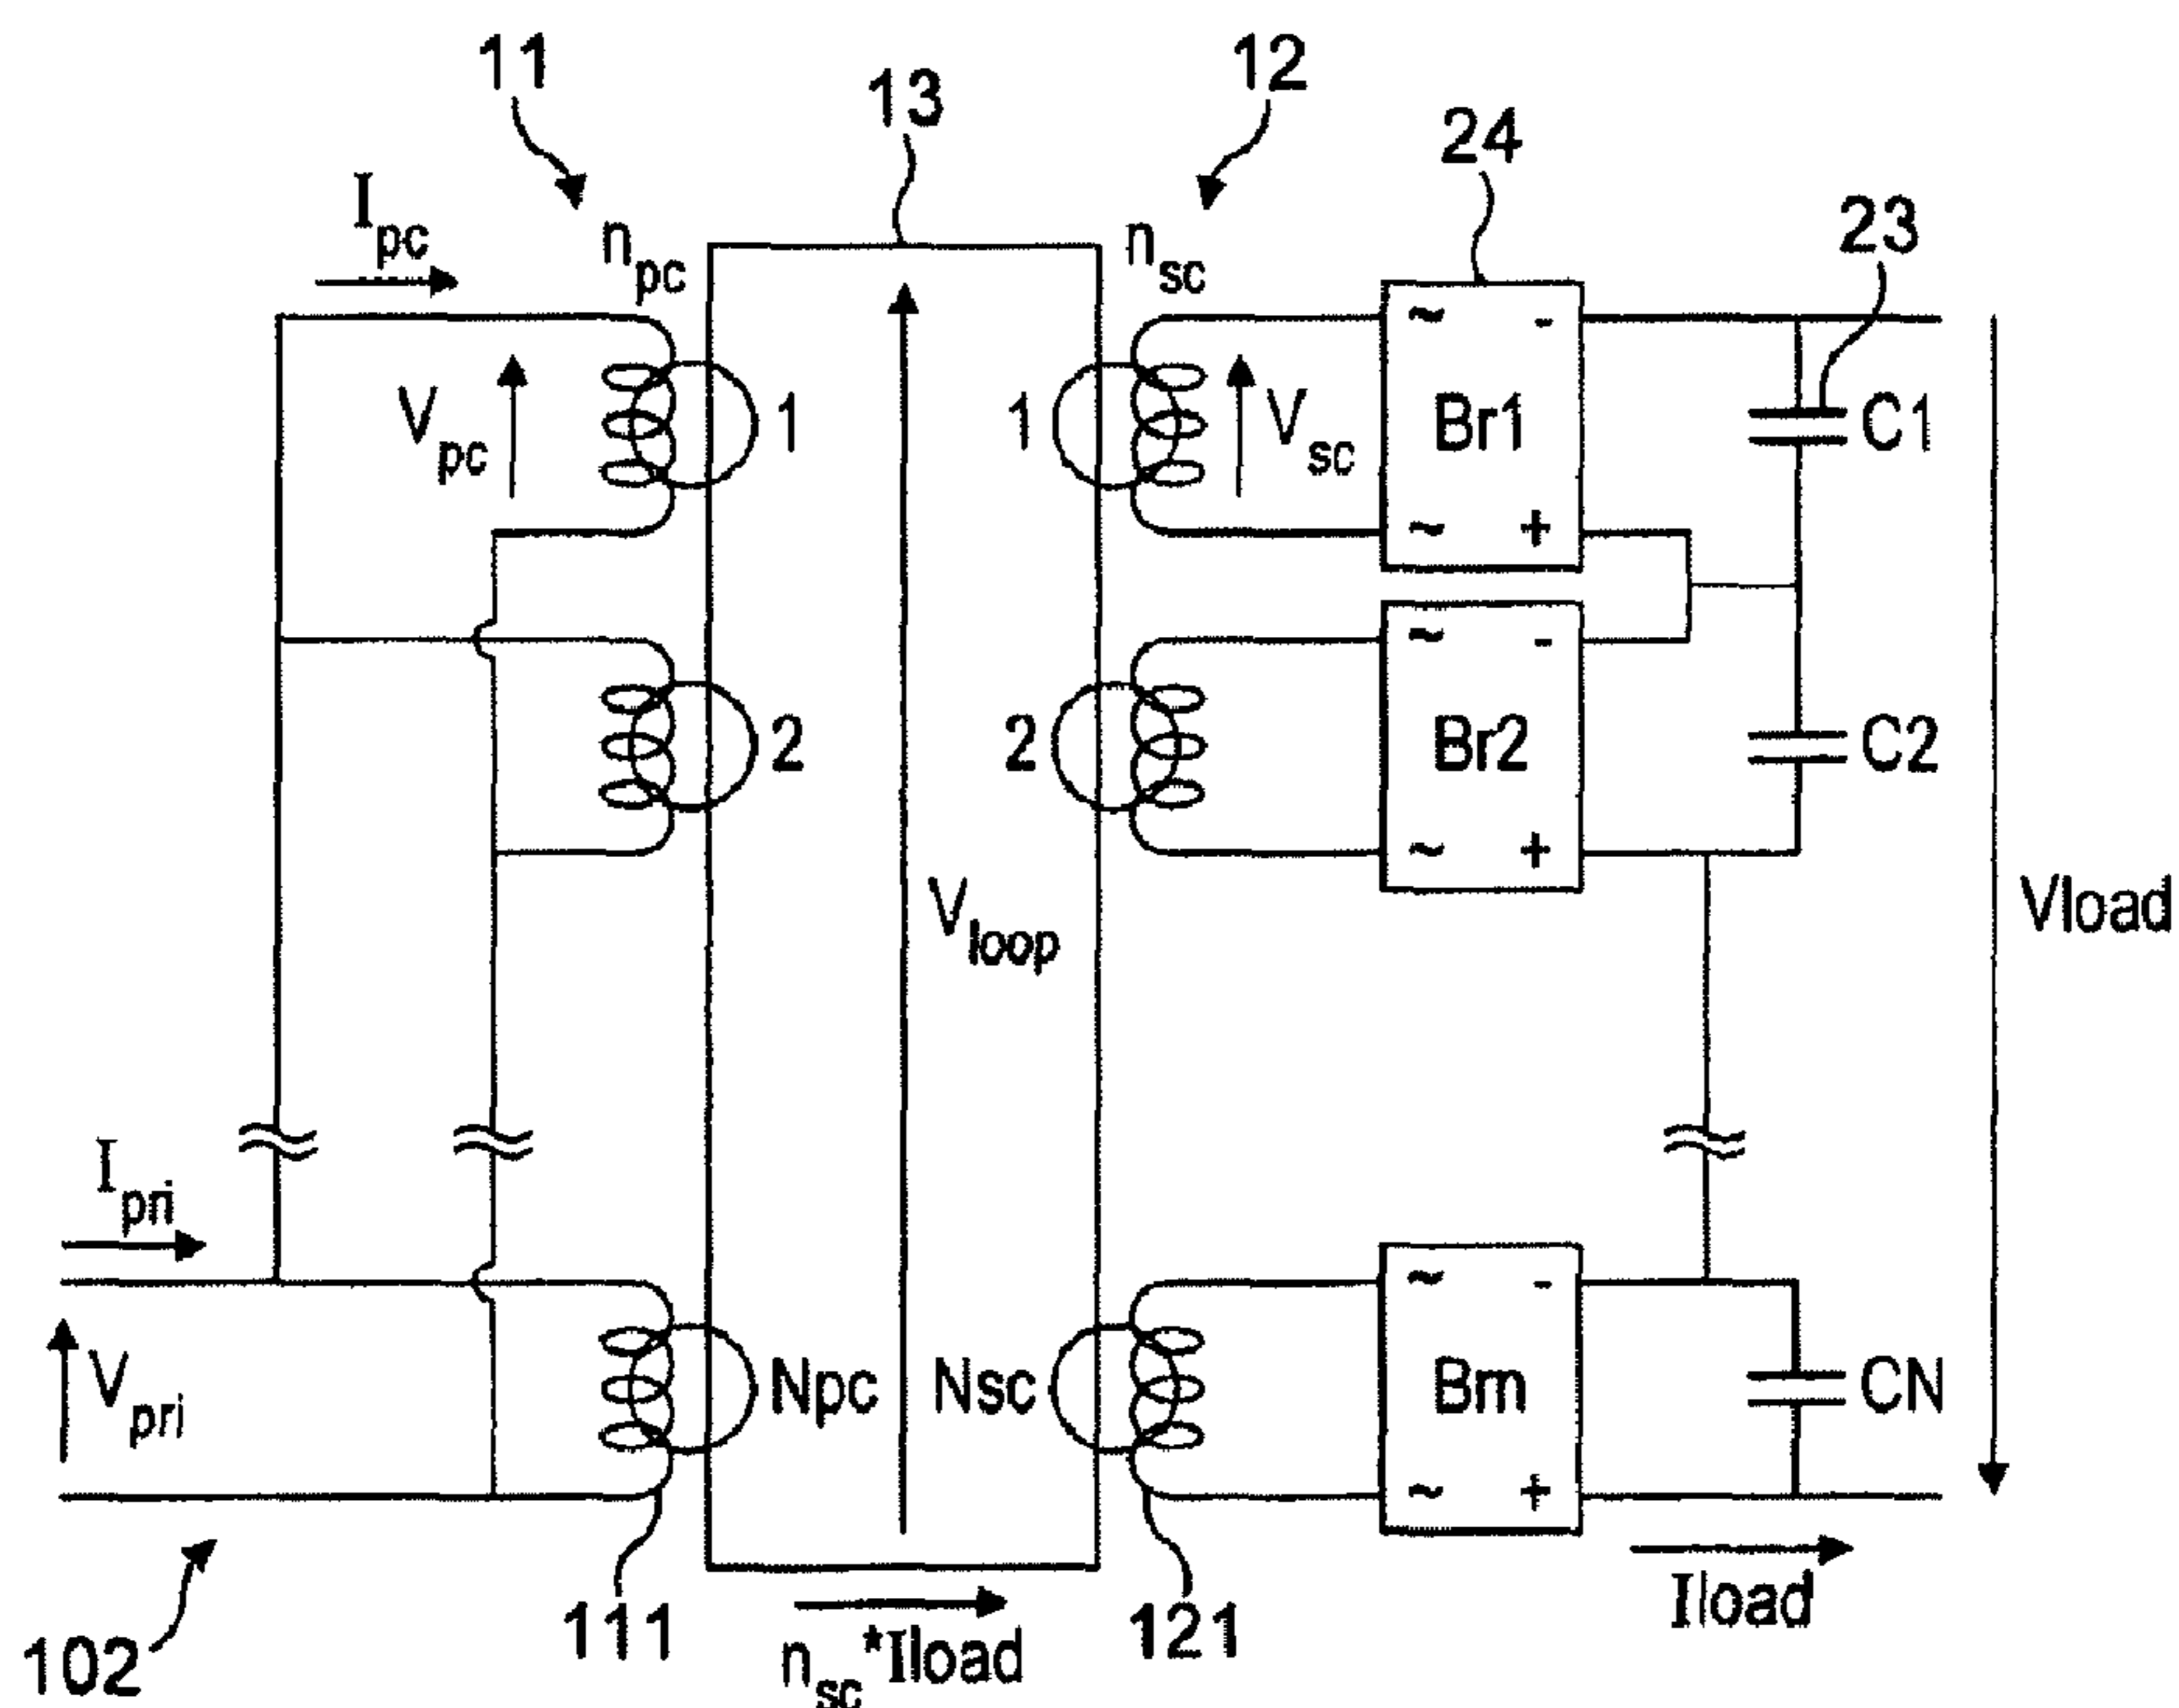 11
13
12
24
23
Ipc
npc
nsc
~ -
Vpc
1
1
Vsc
Br1
C1
~ +
~ -
2
2
Br2
C2
~ +
Vloop
Vload
Ipri
~ -
Vpri
Npc
Nsc
Brn
CN
~ +
102
111
nsc*Iload
121
Iload